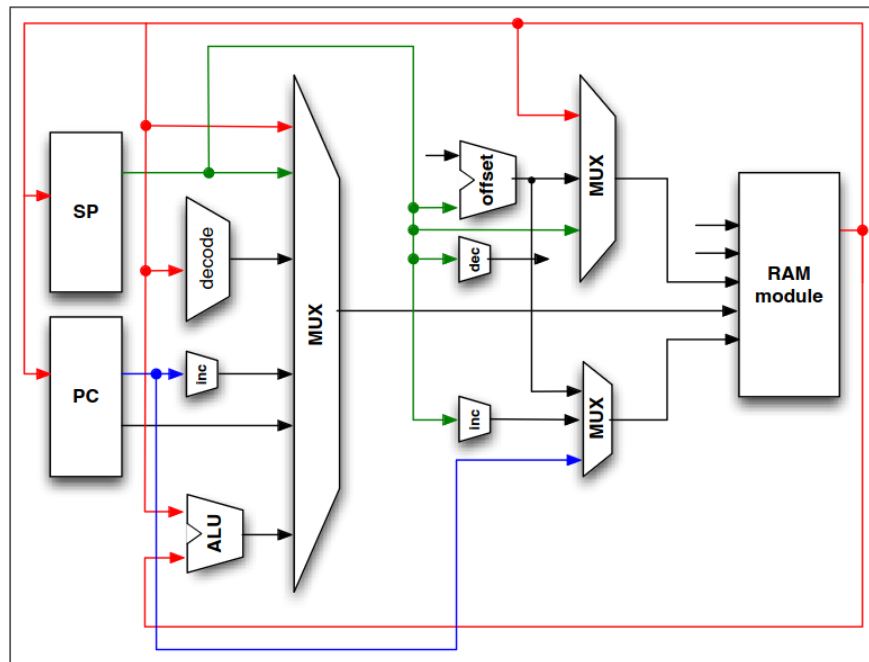 SP
decode
PC
inc
ALU
MUX
offset
dec
inc
MUX
MUX
RAM
module